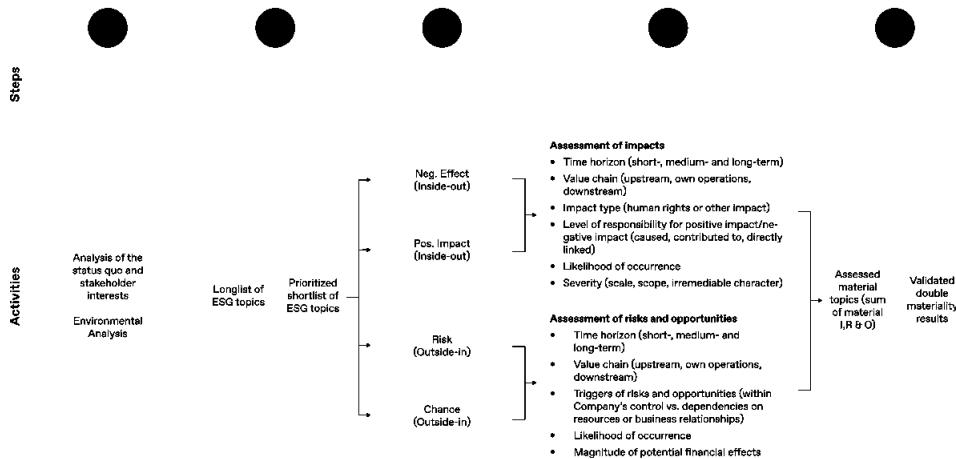 Steps
Activities
Analysis of the
status quo and
stakeholder
interests
Environmental
Analysis
Longlist of
ESG topics
Prioritized
shortlist of
ESG topics
Neg. Effect
(Inside-out)
Pos. Impact
(Inside-out)
Risk
(Outside-in)
Chance
(Outside-in)
Assessment of impacts
• Time horizon (short-, medium- and long-term)
• Value chain (upstream, own operations,
downstream)
• Impact type (human rights or other impact)
• Level of responsibility for positive impact/ne-
gative impact (caused, contributed to, directly
linked)
• Likelihood of occurrence
• Severity (scale, scope, irremediable character)
Assessment of risks and opportunities
• Time horizon (short-, medium- and
long-term)
• Value chain (upstream, own operations,
downstream)
• Triggers of risks and opportunities (within
Company's control vs. dependencies on
resources or business relationships)
• Likelihood of occurrence
• Magnitude of potential financial effects
Assessed
material
topics (sum
of material
I,R & O)
Validated
double
materiality
results